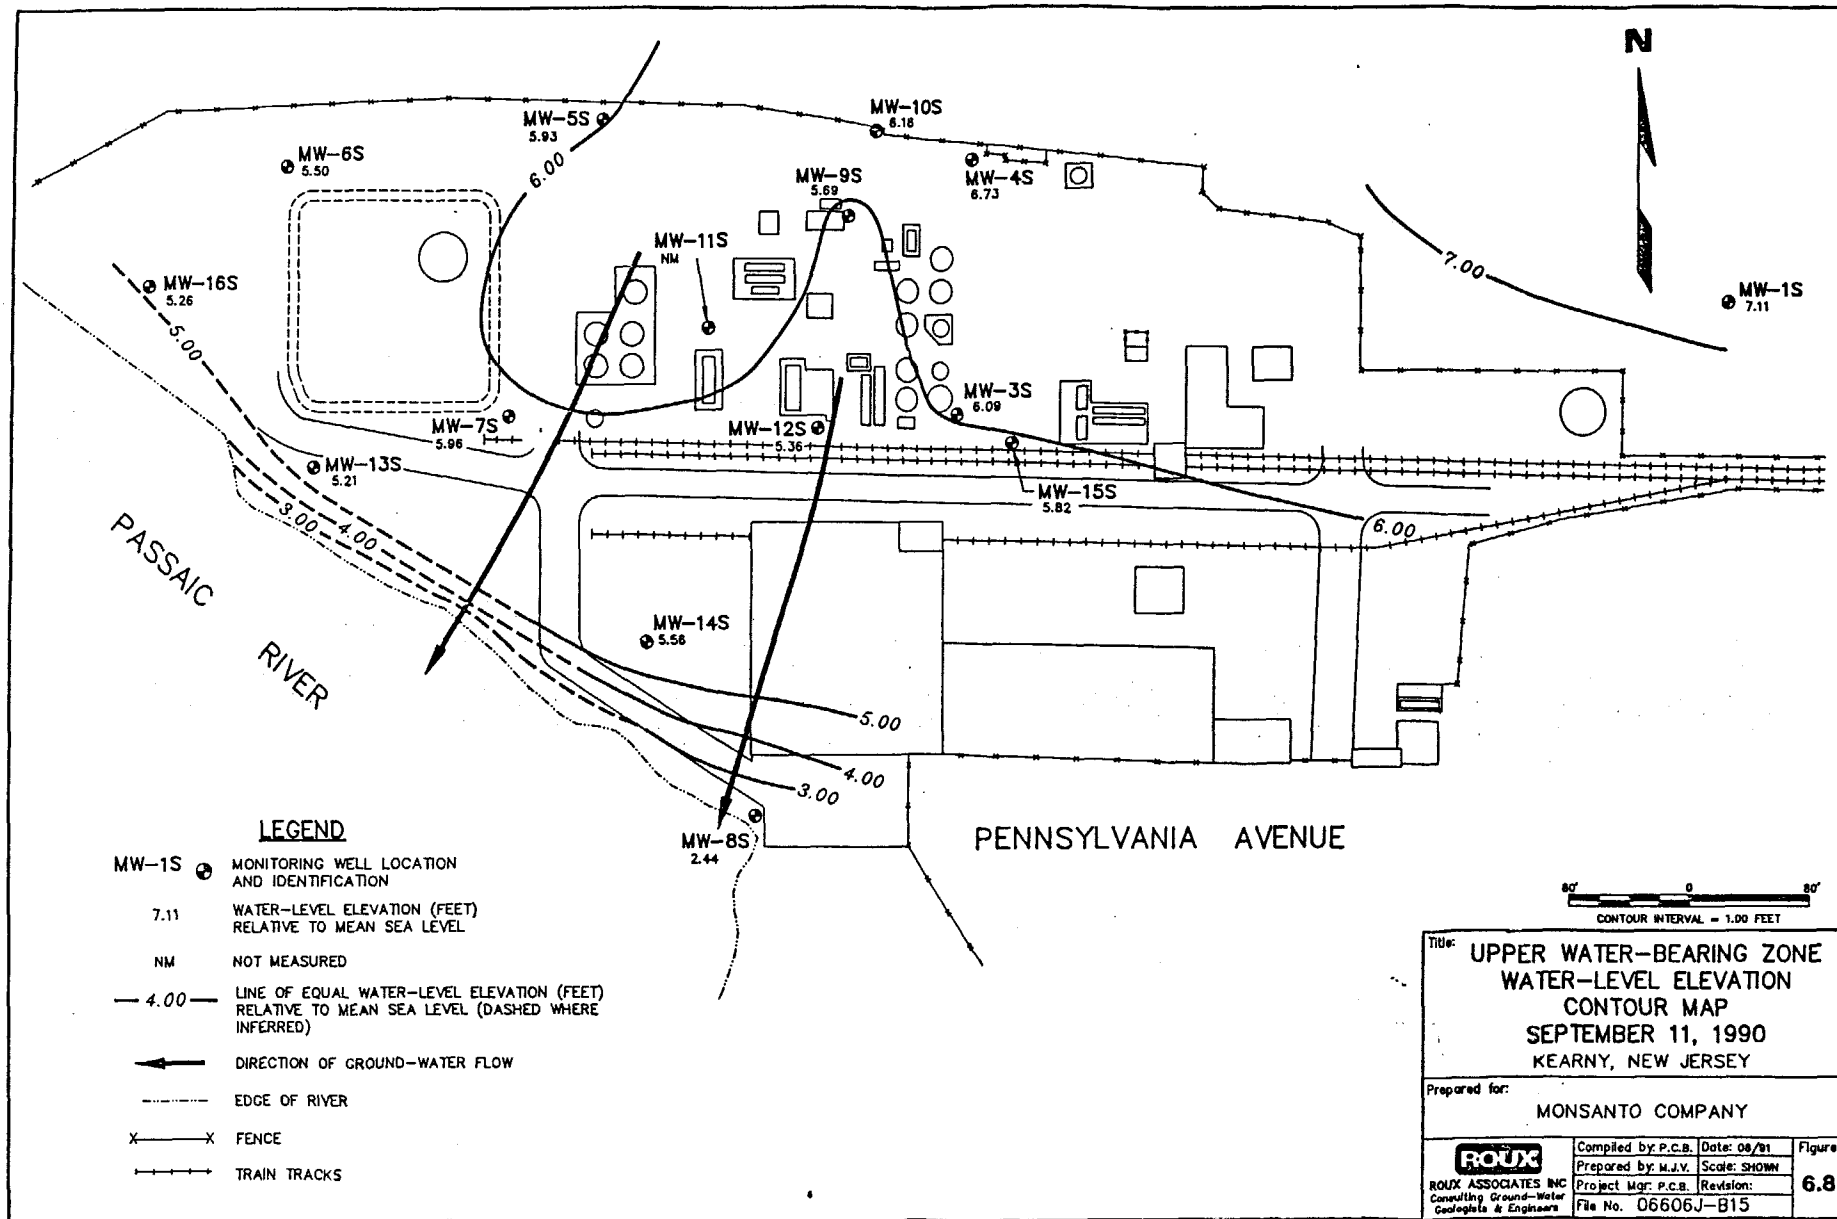 N
MW-5S
5.93
MW-10S
6.18
MW-6S
5.50
6.00
MW-9S
5.69
MW-4S
6.73
MW-11S
NM
7.00
MW-1S
7.11
MW-16S
5.26
5.00
MW-7S
5.96
MW-3S
6.09
MW-12S
5.36
MW-13S
5.21
MW-15S
5.82
6.00
3.00
4.00
PASSAIC
RIVER
MW-14S
5.56
5.00
4.00
3.00
MW-8S
2.44
PENNSYLVANIA AVENUE
LEGEND
MW-1S
MONITORING WELL LOCATION
AND IDENTIFICATION
7.11
WATER-LEVEL ELEVATION (FEET)
RELATIVE TO MEAN SEA LEVEL
NM
NOT MEASURED
4.00
LINE OF EQUAL WATER-LEVEL ELEVATION (FEET)
RELATIVE TO MEAN SEA LEVEL (DASHED WHERE
INFERRED)
DIRECTION OF GROUND-WATER FLOW
EDGE OF RIVER
FENCE
TRAIN TRACKS
80' 0 80'
CONTOUR INTERVAL = 1.00 FEET
Title:
UPPER WATER-BEARING ZONE
WATER-LEVEL ELEVATION
CONTOUR MAP
SEPTEMBER 11, 1990
KEARNY, NEW JERSEY
Prepared for:
MONSANTO COMPANY
ROUX
ROUX ASSOCIATES INC
Consulting Ground-Water
Geologists & Engineers
Compiled by: P.C.B.
Date: 08/91
Prepared by: M.J.V.
Scale: SHOWN
Project Mgr: P.C.B.
Revision:
File No. 06606J-B15
Figure
6.8